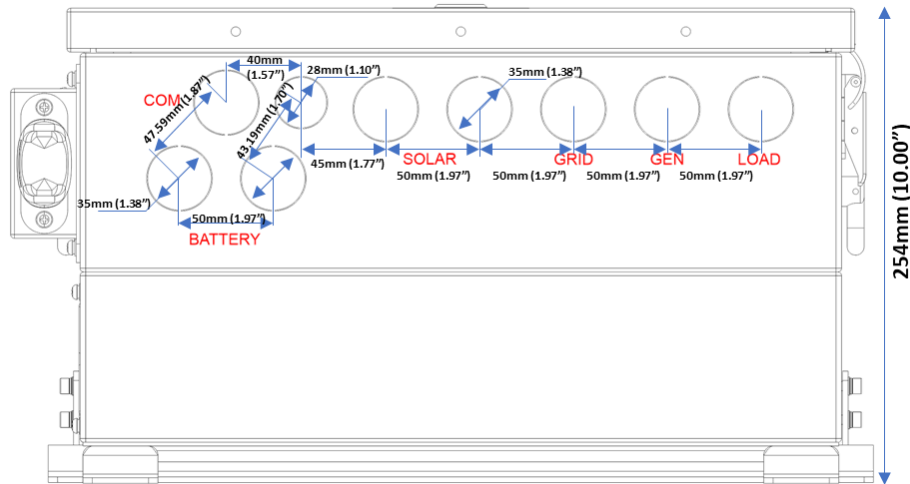 40mm
(1.57”)
28mm (1.10”)
35mm (1.38”)
COM
47.59mm (1.87”)
43.19mm (1.70”)
45mm (1.77”)
SOLAR
GRID
GEN
LOAD
50mm (1.97”)
50mm (1.97”)
50mm (1.97”)
50mm (1.97”)
35mm (1.38”)
50mm (1.97”)
BATTERY
254mm (10.00”)